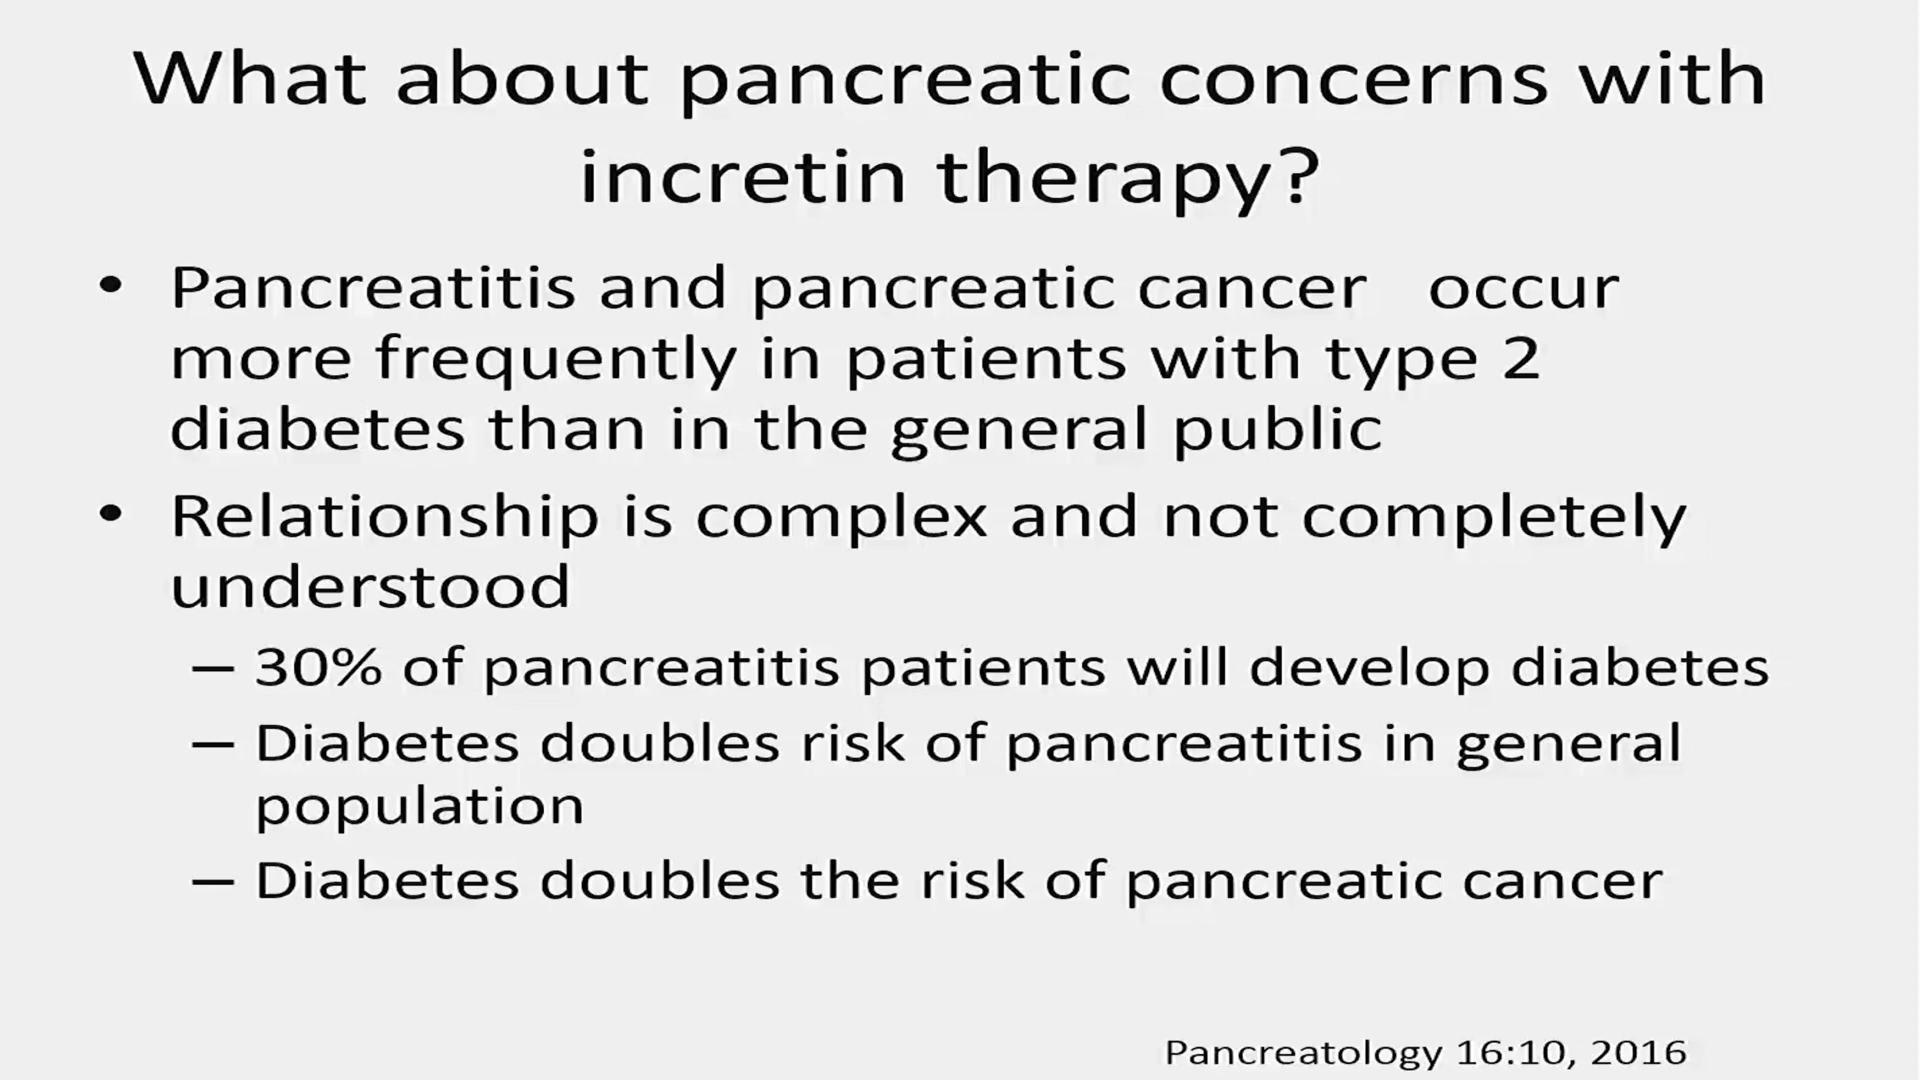 What about pancreatic concerns with
incretin therapy?
• Pancreatitis and pancreatic cancer occur
more frequently in patients with type 2
diabetes than in the general public
• Relationship is complex and not completely
understood
– 30% of pancreatitis patients will develop diabetes
– Diabetes doubles risk of pancreatitis in general
population
– Diabetes doubles the risk of pancreatic cancer
Pancreatology 16:10, 2016